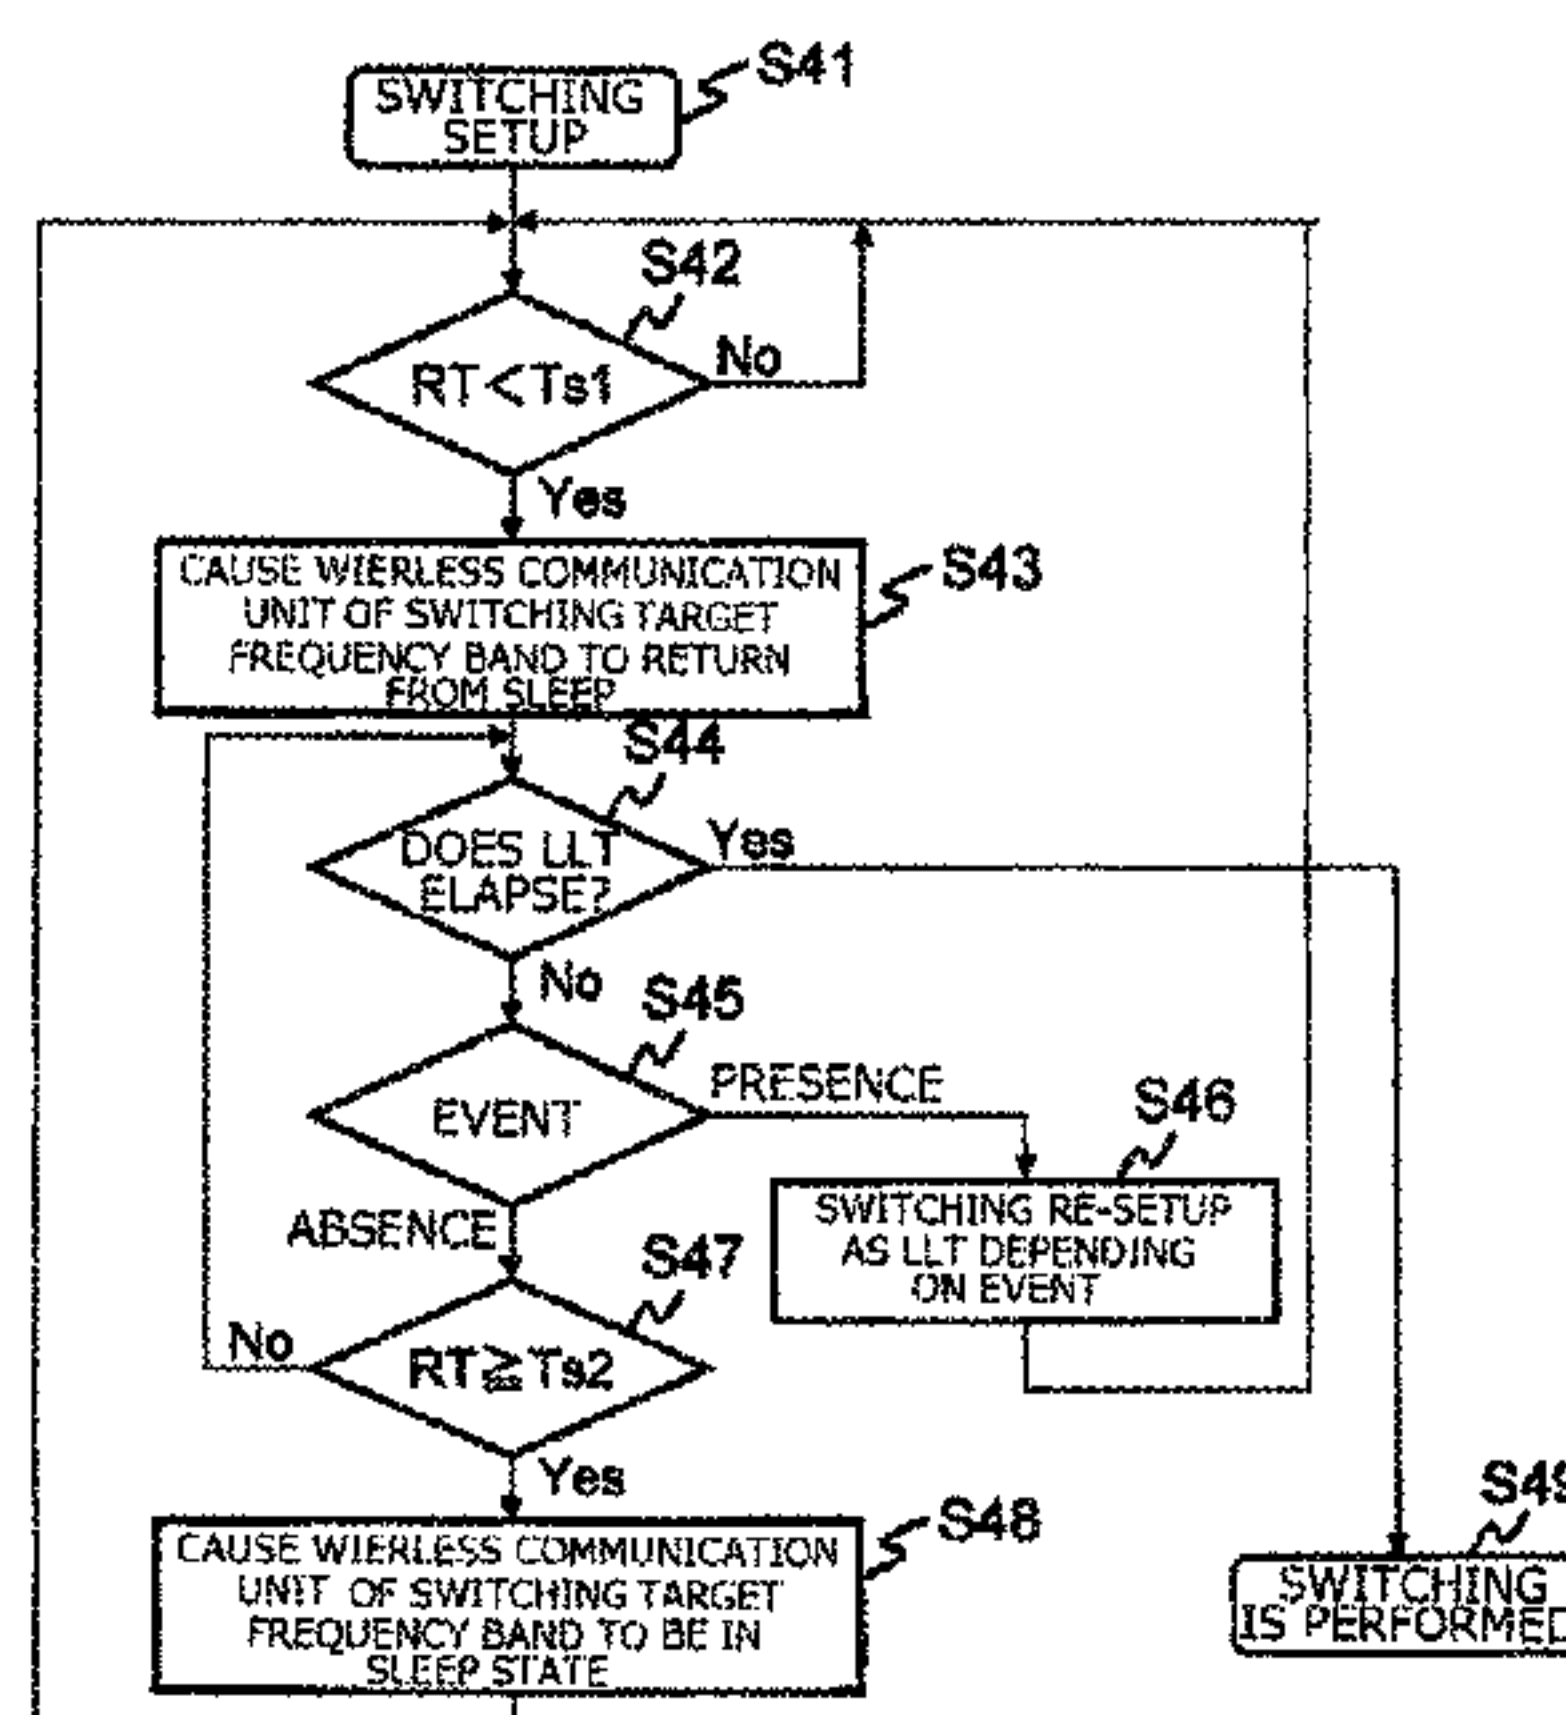 S41
SWITCHING
SETUP
S42
RT<Ts1
No
Yes
CAUSE WIERLESS COMMUNICATION
UNIT OF SWITCHING TARGET
FREQUENCY BAND TO RETURN
FROM SLEEP
S43
S44
DOES LLT
ELAPSE?
Yes
No
S45
EVENT
PRESENCE
ABSENCE
S46
SWITCHING RE-SETUP
AS LLT DEPENDING
ON EVENT
S47
RT≧Ts2
No
Yes
S48
CAUSE WIERLESS COMMUNICATION
UNIT OF SWITCHING TARGET
FREQUENCY BAND TO BE IN
SLEEP STATE
S49
SWITCHING
IS PERFORMED